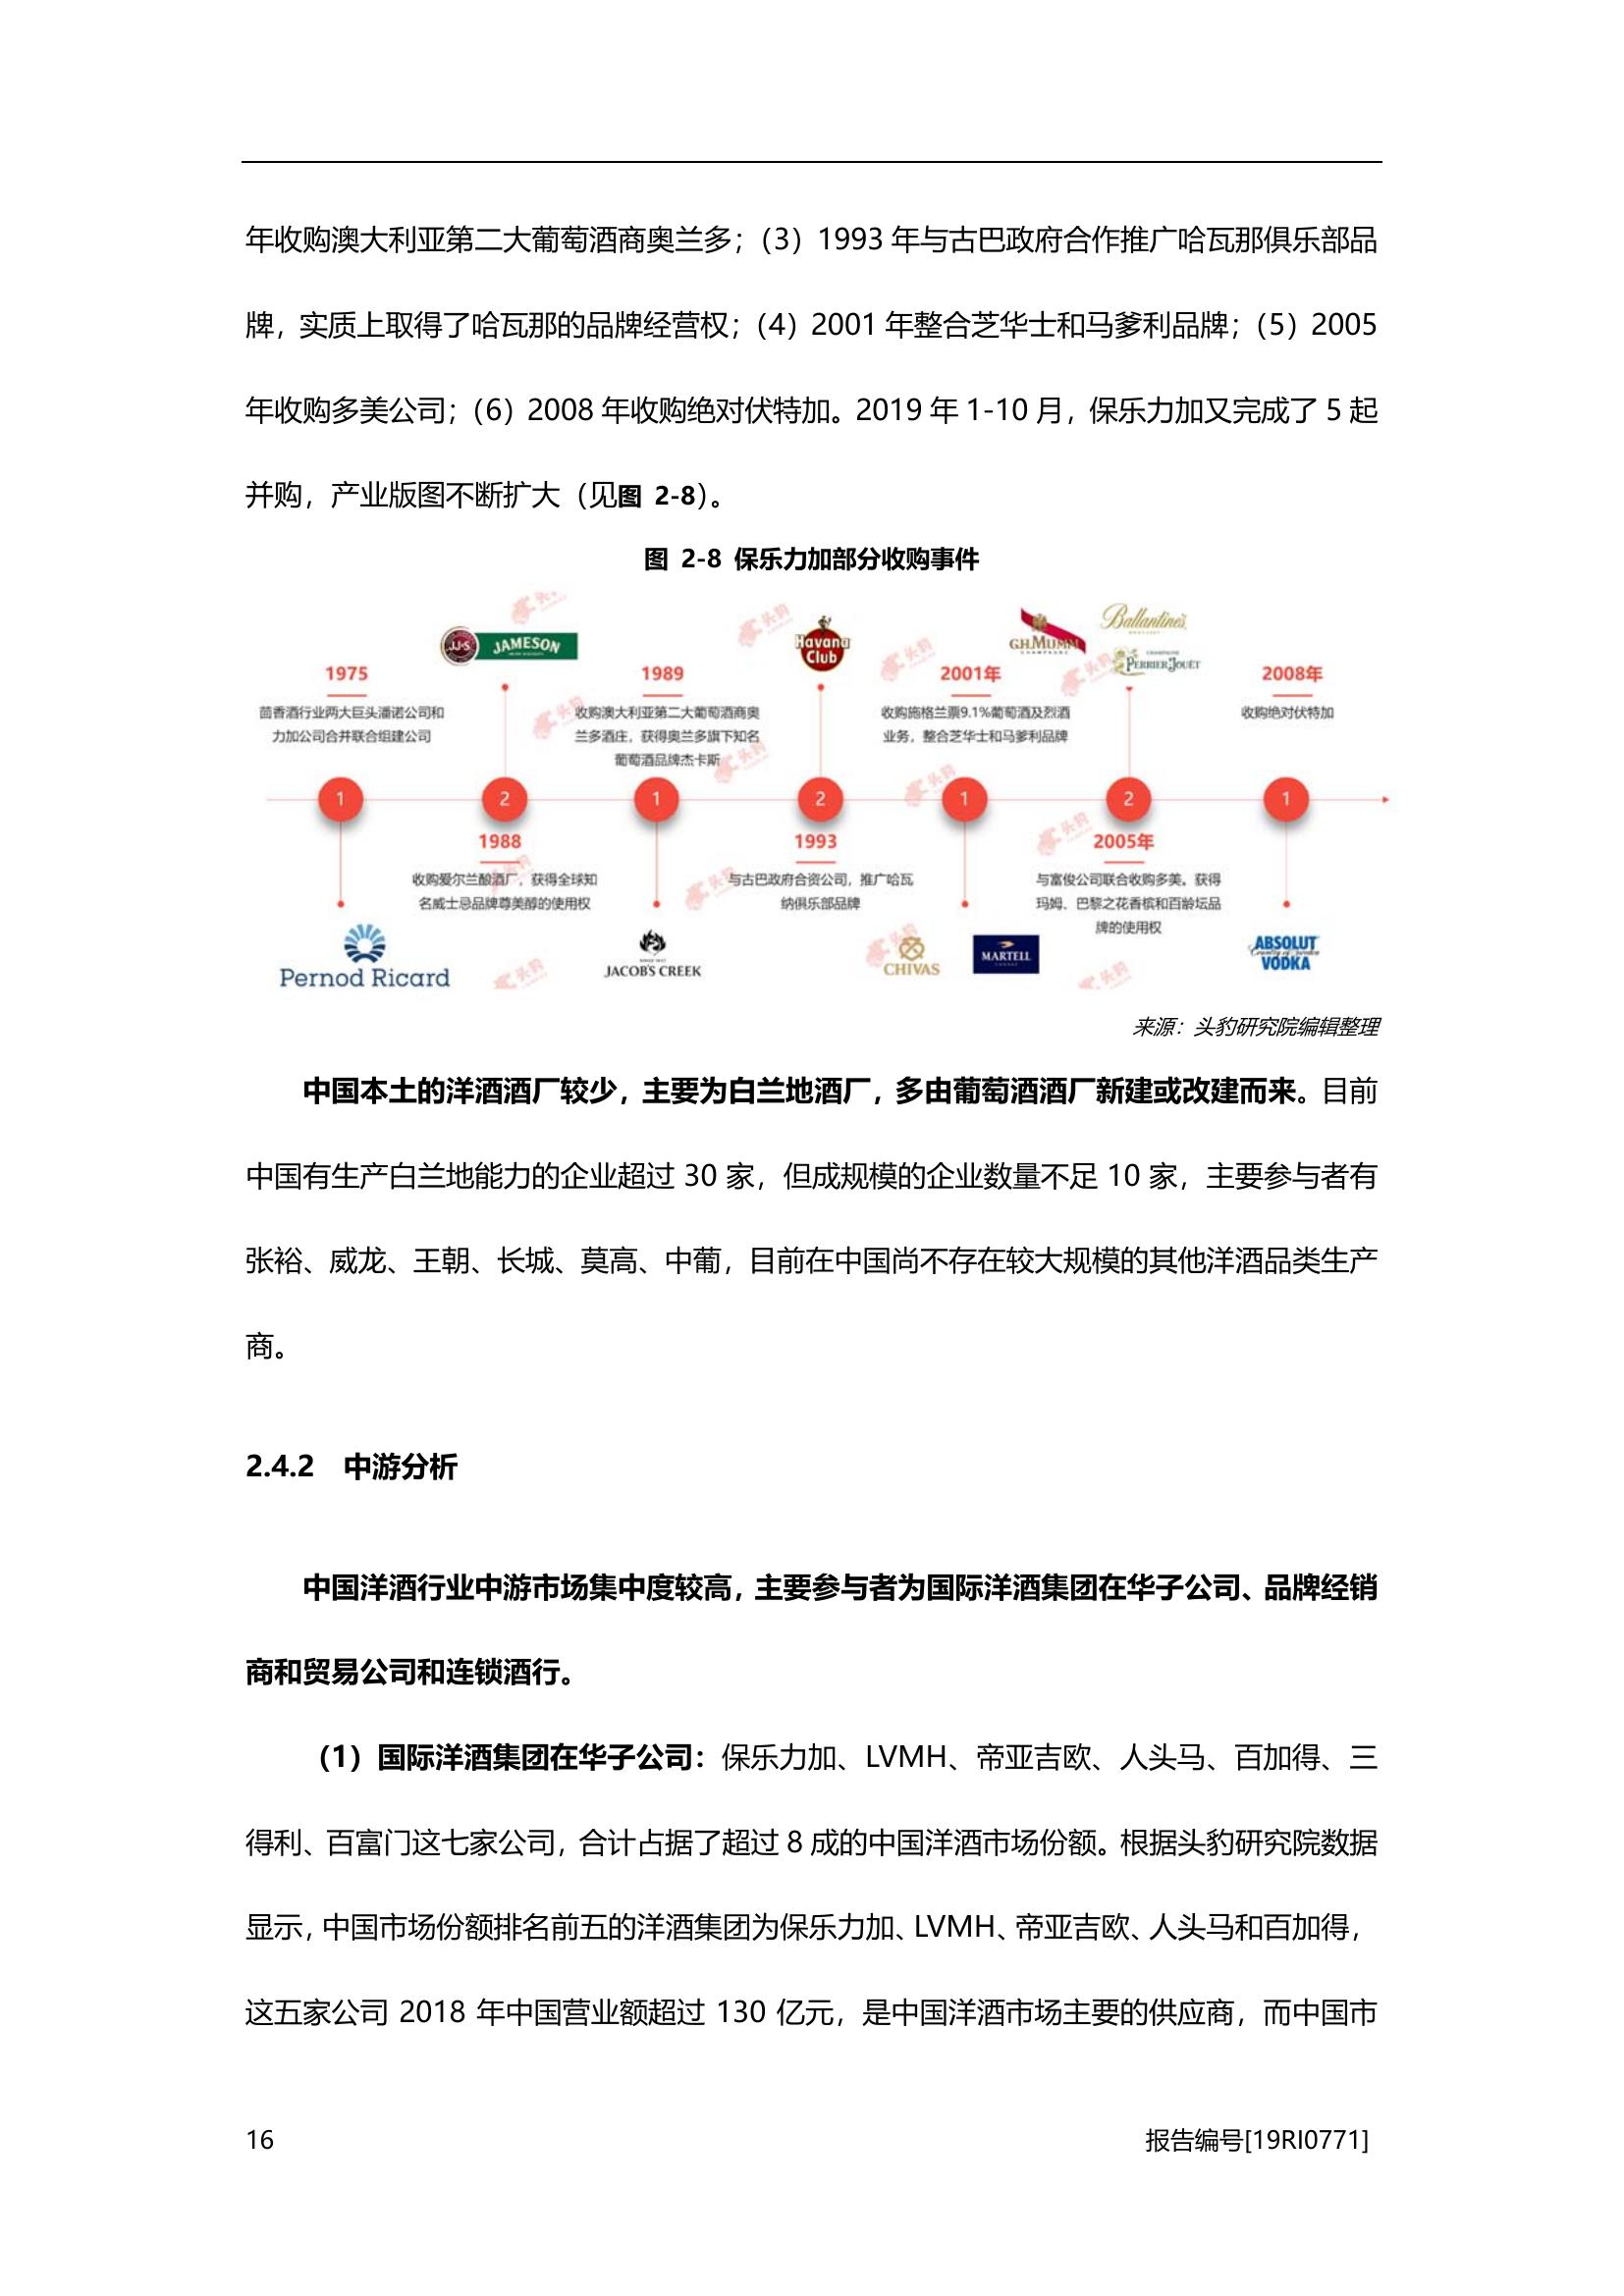 年收购澳大利亚第二大葡萄酒商奥兰多；（3）1993 年与古巴政府合作推广哈瓦那俱乐部品
牌，实质上取得了哈瓦那的品牌经营权；（4）2001 年整合芝华士和马爹利品牌；（5）2005
年收购多美公司；（6）2008 年收购绝对伏特加。2019 年 1-10 月，保乐力加又完成了 5 起
并购，产业版图不断扩大（见图 2-8）。
图 2-8 保乐力加部分收购事件
JJ&S
JAMESON
Havana
Club
G.H.MUMM
CHAMPAGNE
Ballantine's
CHAMPAGNE
PERRIER JOUËT
1975
茴香酒行业两大巨头潘诺公司和
力加公司合并联合组建公司
1989
收购澳大利亚第二大葡萄酒商奥
兰多酒庄，获得奥兰多旗下知名
葡萄酒品牌杰卡斯
2001年
收购施格兰票9.1%葡萄酒及烈酒
业务，整合芝华士和马爹利品牌
2008年
收购绝对伏特加
1
2
1
2
1
2
1
1988
收购爱尔兰酿酒厂，获得全球知
名威士忌品牌尊美醇的使用权
1993
与古巴政府合资公司，推广哈瓦
纳俱乐部品牌
2005年
与富俊公司联合收购多美。获得
玛姆、巴黎之花香槟和百龄坛品
牌的使用权
Pernod Ricard
JACOB'S CREEK
CHIVAS
MARTELL
ABSOLUT
Country of Sweden
VODKA
头豹
来源：头豹研究院编辑整理
中国本土的洋酒酒厂较少，主要为白兰地酒厂，多由葡萄酒酒厂新建或改建而来。目前
中国有生产白兰地能力的企业超过 30 家，但成规模的企业数量不足 10 家，主要参与者有
张裕、威龙、王朝、长城、莫高、中葡，目前在中国尚不存在较大规模的其他洋酒品类生产
商。
2.4.2 中游分析
中国洋酒行业中游市场集中度较高，主要参与者为国际洋酒集团在华子公司、品牌经销
商和贸易公司和连锁酒行。
（1）国际洋酒集团在华子公司：保乐力加、LVMH、帝亚吉欧、人头马、百加得、三
得利、百富门这七家公司，合计占据了超过 8 成的中国洋酒市场份额。根据头豹研究院数据
显示，中国市场份额排名前五的洋酒集团为保乐力加、LVMH、帝亚吉欧、人头马和百加得，
这五家公司 2018 年中国营业额超过 130 亿元，是中国洋酒市场主要的供应商，而中国市
16
报告编号[19RI0771]